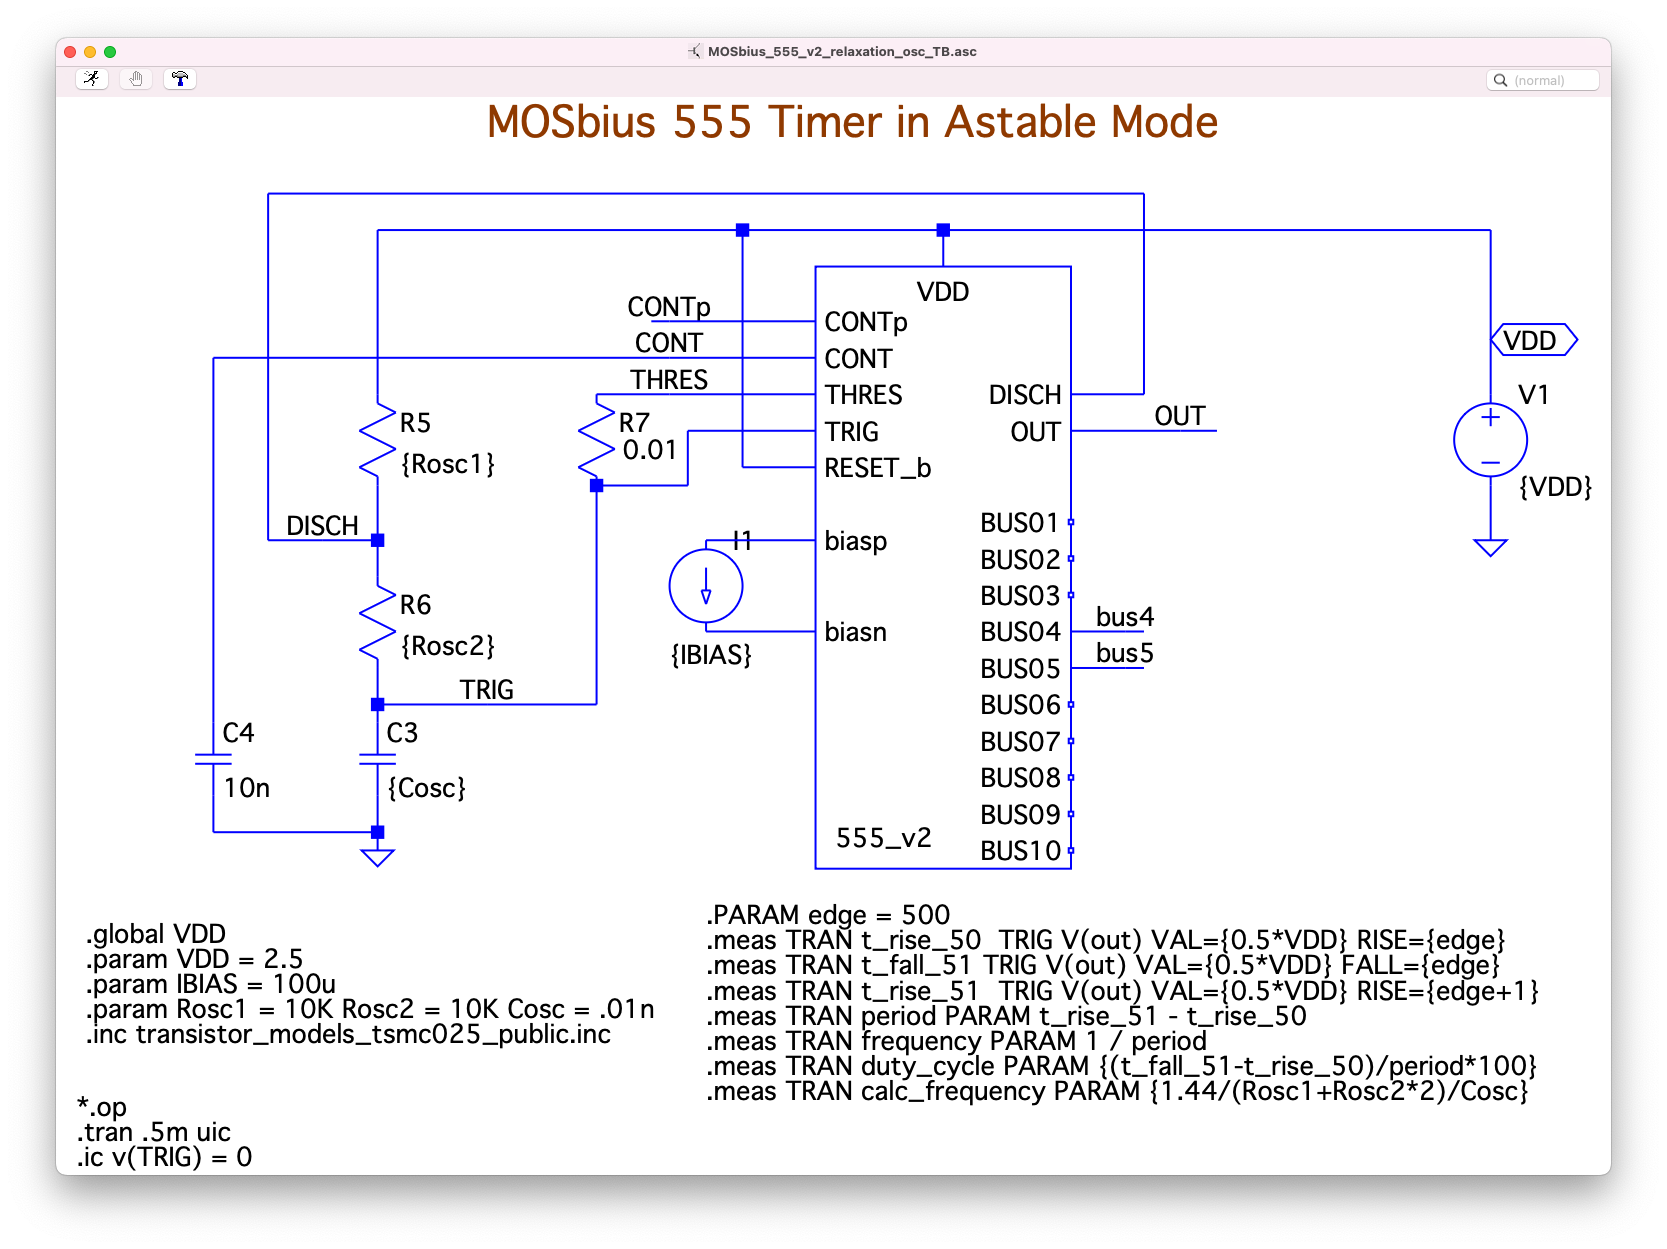 MOSbius_555_v2_relaxation_osc_TB.asc
(normal)
MOSbius 555 Timer in Astable Mode
VDD
CONTp
CONTp
CONT
CONT
THRES
THRES
DISCH
R5
{Rosc1}
R7
0.01
TRIG
OUT
OUT
RESET_b
VDD
V1
{VDD}
DISCH
I1
biasp
biasn
{IBIAS}
R6
{Rosc2}
TRIG
BUS01
BUS02
BUS03
BUS04
bus4
BUS05
bus5
BUS06
BUS07
BUS08
BUS09
BUS10
C4
10n
C3
{Cosc}
555_v2
.global VDD
.param VDD = 2.5
.param IBIAS = 100u
.param Rosc1 = 10K Rosc2 = 10K Cosc = .01n
.inc transistor_models_tsmc025_public.inc
*.op
.tran .5m uic
.ic v(TRIG) = 0
.PARAM edge = 500
.meas TRAN t_rise_50  TRIG V(out) VAL={0.5*VDD} RISE={edge}
.meas TRAN t_fall_51 TRIG V(out) VAL={0.5*VDD} FALL={edge}
.meas TRAN t_rise_51  TRIG V(out) VAL={0.5*VDD} RISE={edge+1}
.meas TRAN period PARAM t_rise_51 - t_rise_50
.meas TRAN frequency PARAM 1 / period
.meas TRAN duty_cycle PARAM {(t_fall_51-t_rise_50)/period*100}
.meas TRAN calc_frequency PARAM {1.44/(Rosc1+Rosc2*2)/Cosc}